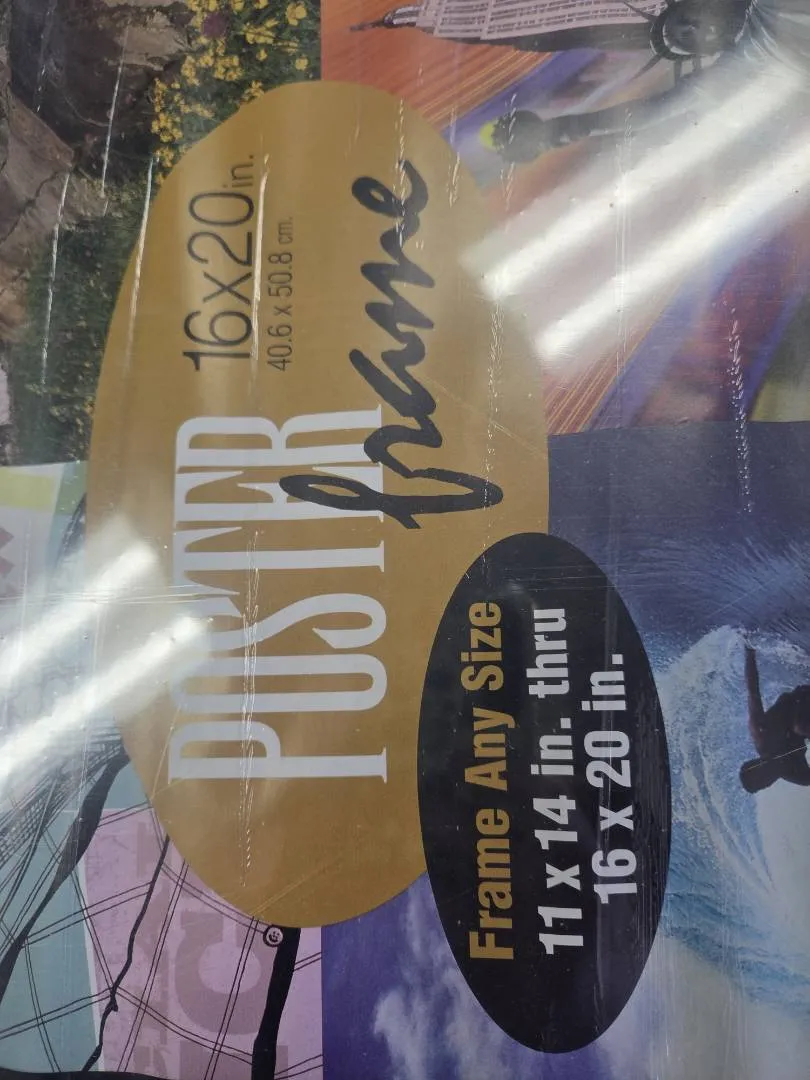 POSTER
16x20in.
40.6 x 50.8 cm.
frame
Frame Any Size
11 x 14 in. thru
16 x 20 in.